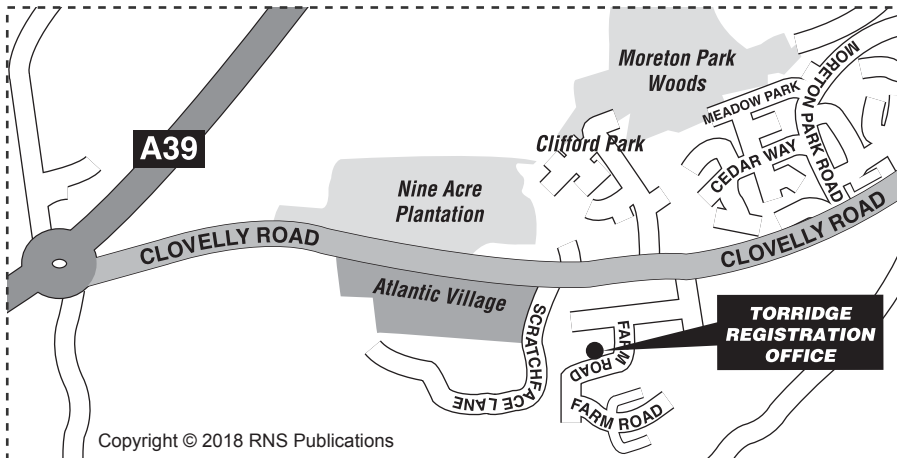 Moreton Park
Woods
MORETON PARK ROAD
MEADOW PARK
A39
Clifford Park
CEDAR WAY
Nine Acre
Plantation
CLOVELLY ROAD
CLOVELLY ROAD
Atlantic Village
SCRATCHFACE LANE
FARM
ROAD
TORRIDGE
REGISTRATION
OFFICE
FARM ROAD
Copyright © 2018 RNS Publications